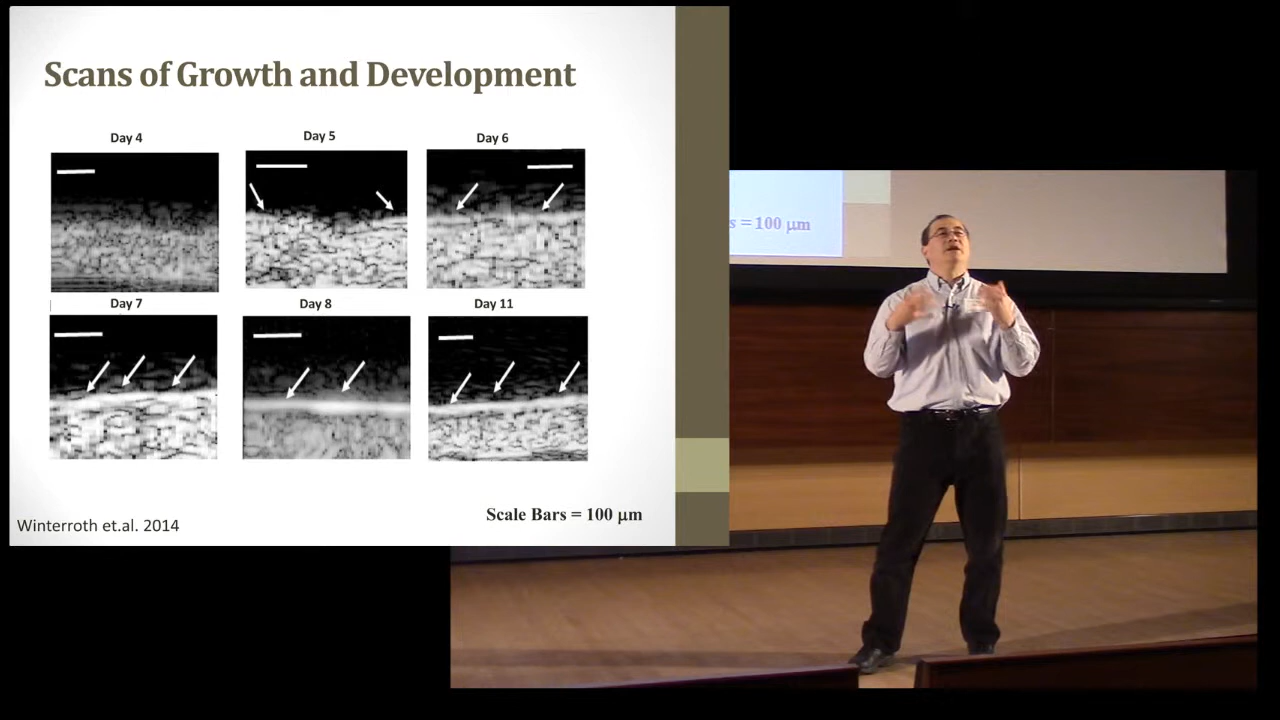 Scans of Growth and Development
Day 4
Day 5
Day 6
Day 7
Day 8
Day 11
Scale Bars = 100 μm
Winterroth et.al. 2014
= 100 μm